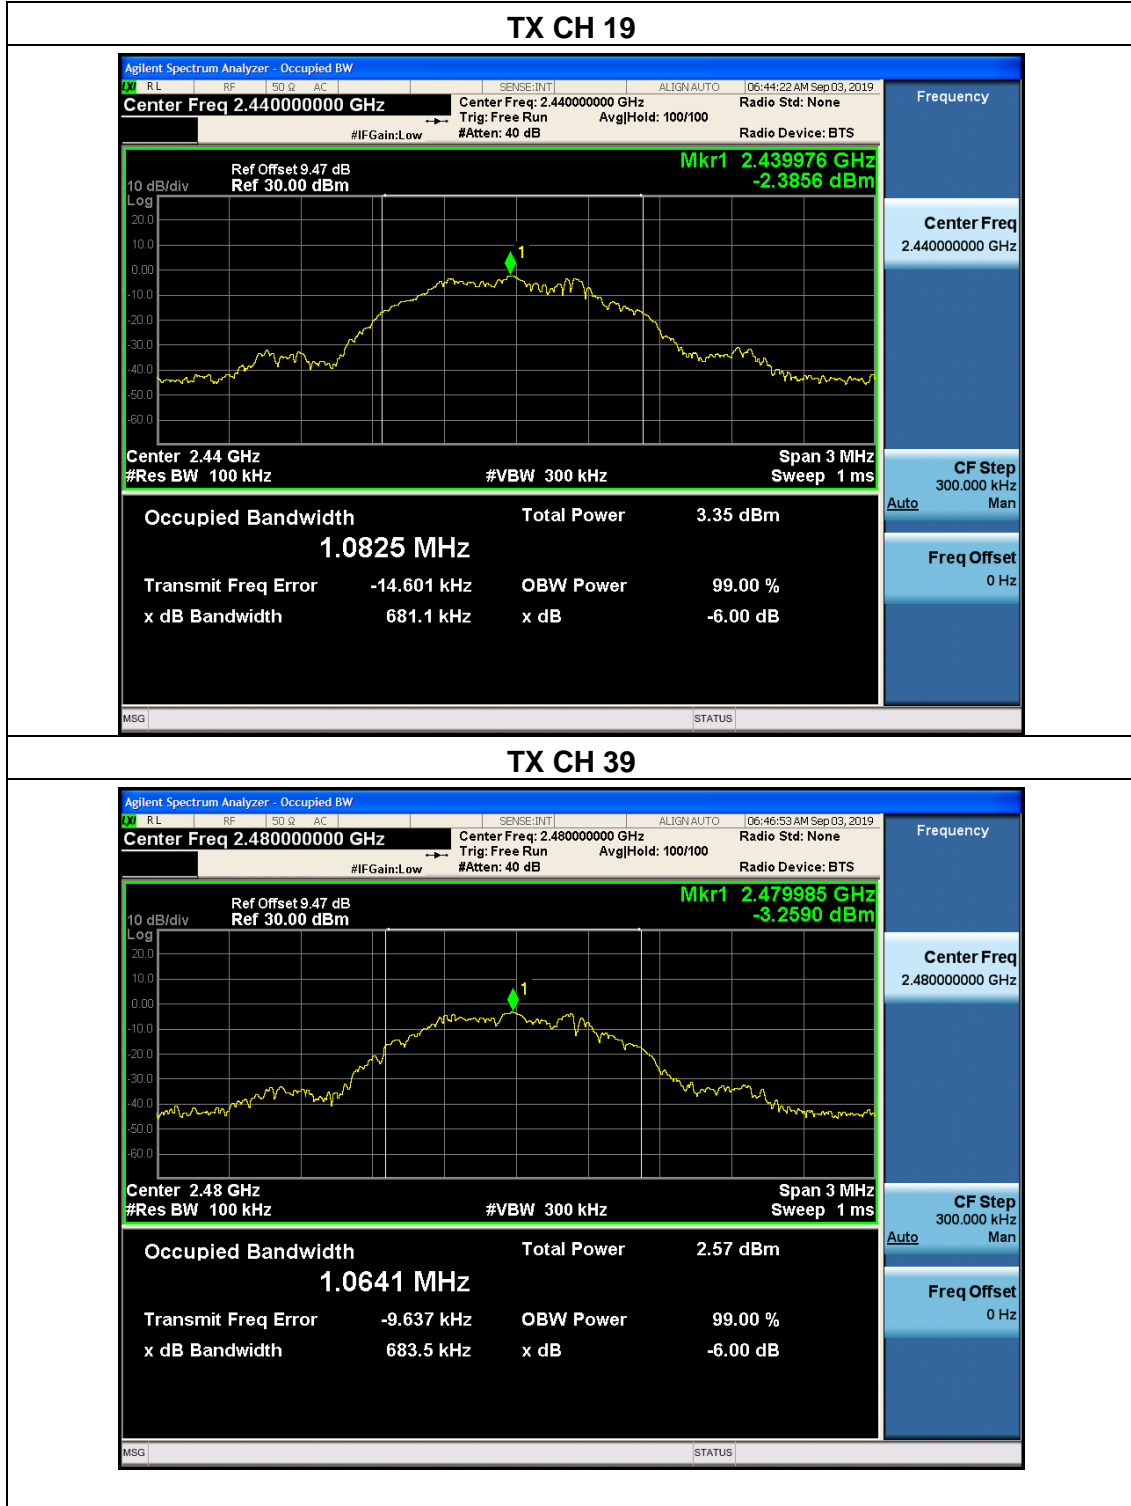 TX CH 19
Agilent Spectrum Analyzer - Occupied BW
LXI RL RF 50 Ω AC SENSE:INT ALIGN AUTO 06:44:22 AM Sep 03, 2019
Center Freq 2.440000000 GHz
Center Freq: 2.440000000 GHz Radio Std: None
Trig: Free Run Avg|Hold: 100/100
#IFGain:Low #Atten: 40 dB Radio Device: BTS
Frequency
Mkr1 2.439976 GHz
-2.3856 dBm
Ref Offset 9.47 dB
10 dB/div Ref 30.00 dBm
Log
20.0
10.0
0.00
-10.0
-20.0
-30.0
-40.0
-50.0
-60.0
1
Center 2.44 GHz Span 3 MHz
#Res BW 100 kHz #VBW 300 kHz Sweep 1 ms
Center Freq
2.440000000 GHz
CF Step
300.000 kHz
Auto Man
Freq Offset
0 Hz
Occupied Bandwidth Total Power 3.35 dBm
1.0825 MHz
Transmit Freq Error -14.601 kHz OBW Power 99.00 %
x dB Bandwidth 681.1 kHz x dB -6.00 dB
MSG STATUS
TX CH 39
Agilent Spectrum Analyzer - Occupied BW
LXI RL RF 50 Ω AC SENSE:INT ALIGN AUTO 06:46:53 AM Sep 03, 2019
Center Freq 2.480000000 GHz
Center Freq: 2.480000000 GHz Radio Std: None
Trig: Free Run Avg|Hold: 100/100
#IFGain:Low #Atten: 40 dB Radio Device: BTS
Frequency
Mkr1 2.479985 GHz
-3.2590 dBm
Ref Offset 9.47 dB
10 dB/div Ref 30.00 dBm
Log
20.0
10.0
0.00
-10.0
-20.0
-30.0
-40.0
-50.0
-60.0
1
Center 2.48 GHz Span 3 MHz
#Res BW 100 kHz #VBW 300 kHz Sweep 1 ms
Center Freq
2.480000000 GHz
CF Step
300.000 kHz
Auto Man
Freq Offset
0 Hz
Occupied Bandwidth Total Power 2.57 dBm
1.0641 MHz
Transmit Freq Error -9.637 kHz OBW Power 99.00 %
x dB Bandwidth 683.5 kHz x dB -6.00 dB
MSG STATUS